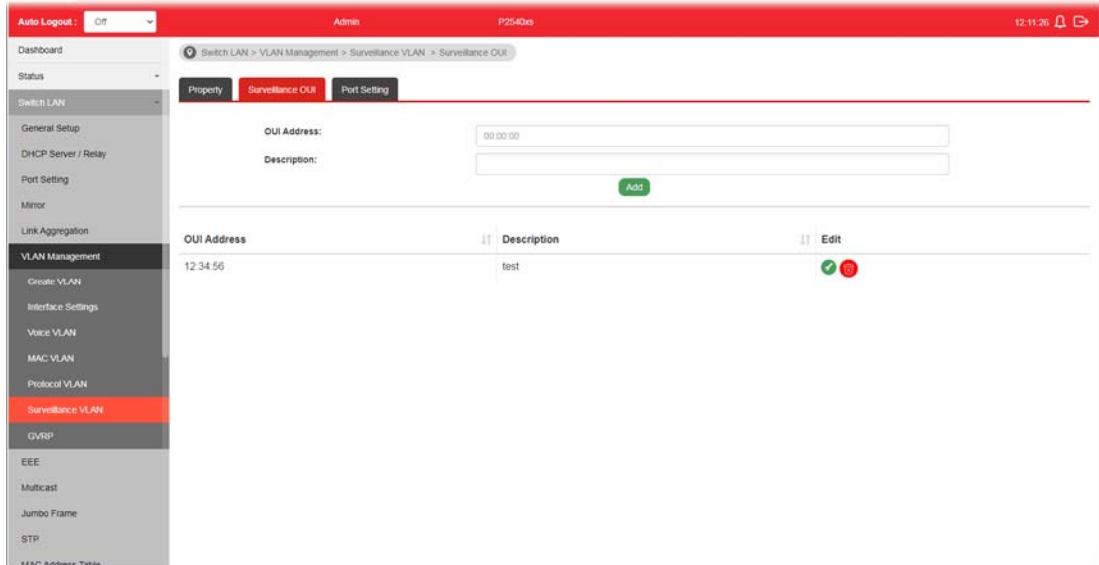 Auto Logout : Off Admin P2540xs 12:11:26
Dashboard
Status
Switch LAN
General Setup
DHCP Server / Relay
Port Setting
Mirror
Link Aggregation
VLAN Management
Create VLAN
Interface Settings
Voice VLAN
MAC VLAN
Protocol VLAN
Surveillance VLAN
GVRP
EEE
Multicast
Jumbo Frame
STP
MAC Address Table
Switch LAN > VLAN Management > Surveillance VLAN > Surveillance OUI
Property Surveillance OUI Port Setting
OUI Address: 00:00:00
Description:
Add
OUI Address Description Edit
12:34:56 test